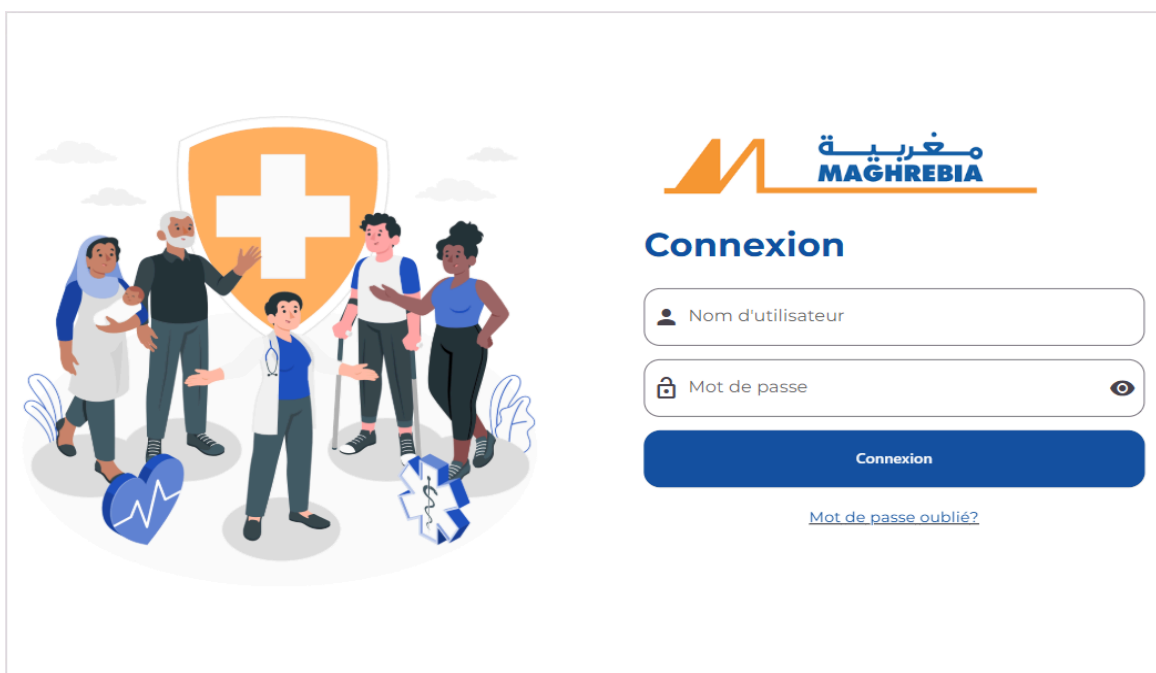 مغربية
MAGHREBIA
Connexion
Nom d'utilisateur
Mot de passe
Connexion
Mot de passe oublié?